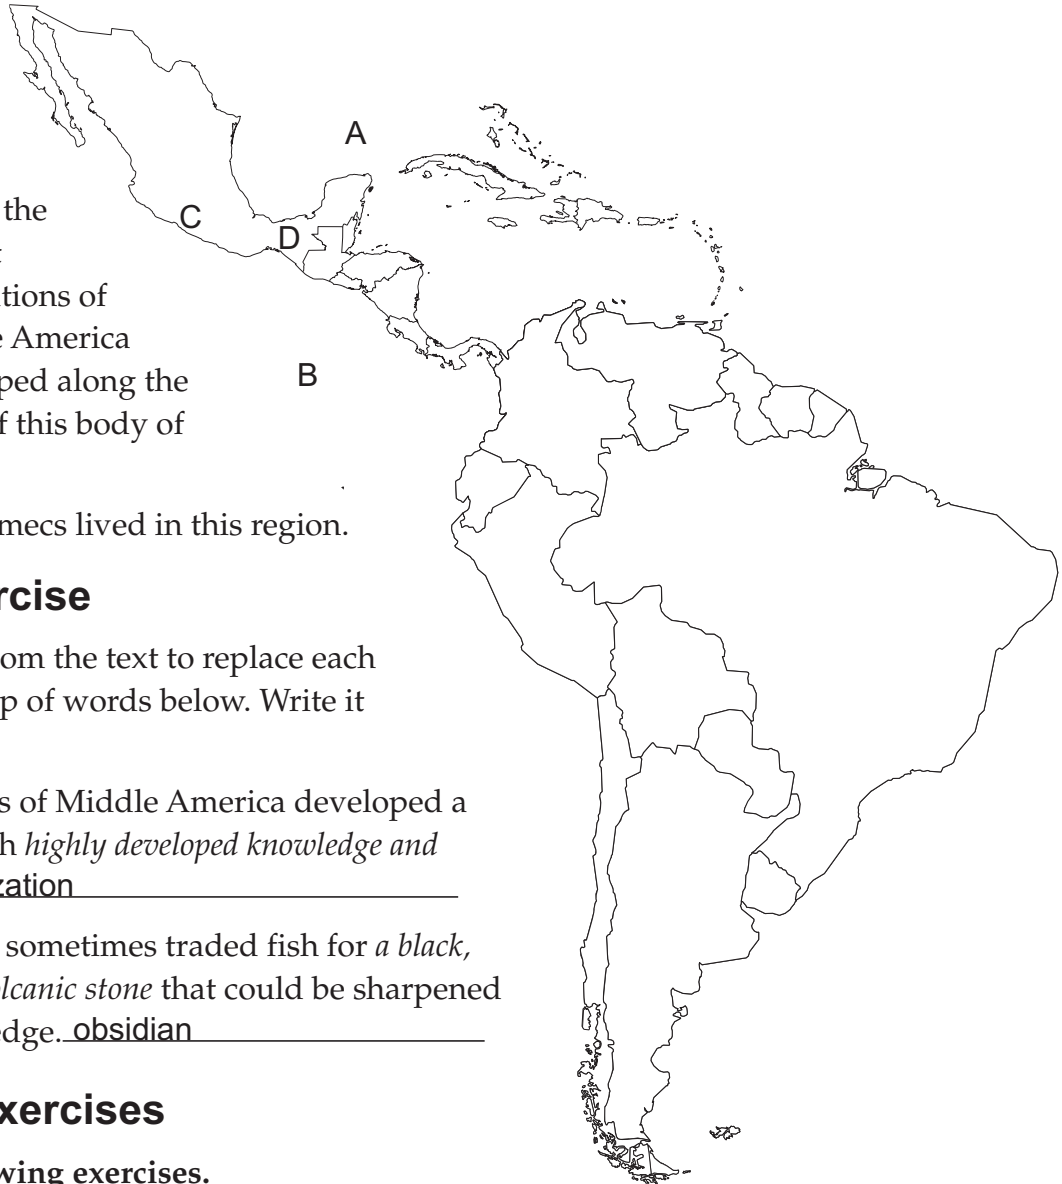 A
the
C
D
tions of
America
ped along the
B
f this body of
mecs lived in this region.
rcise
om the text to replace each
p of words below. Write it
s of Middle America developed a
h highly developed knowledge and
zation
sometimes traded fish for a black,
olcanic stone that could be sharpened
edge. obsidian
xercises
wing exercises.